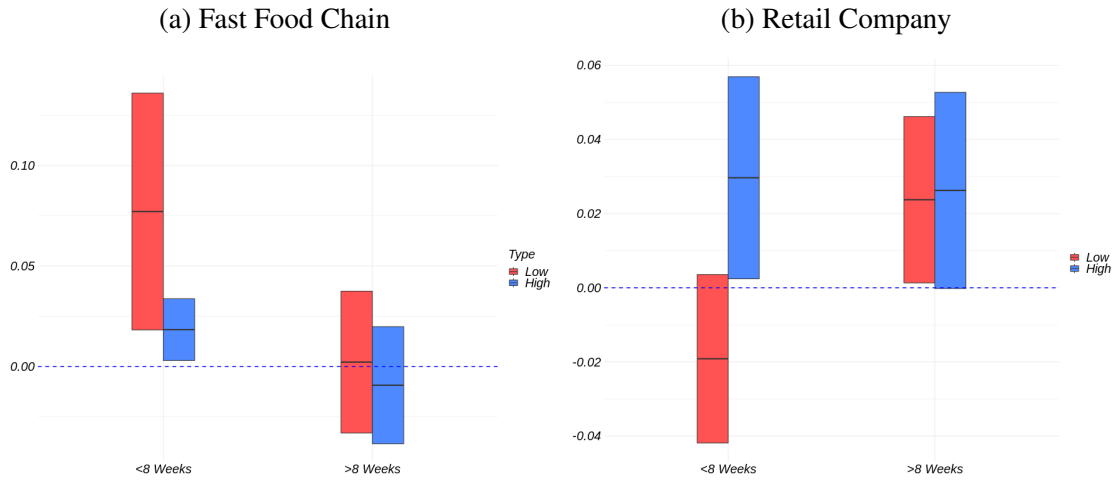 (a) Fast Food Chain
0.10
0.05
0.00
<8 Weeks
>8 Weeks
Type
Low
High
(b) Retail Company
0.06
0.04
0.02
0.00
-0.02
-0.04
<8 Weeks
>8 Weeks
Low
High